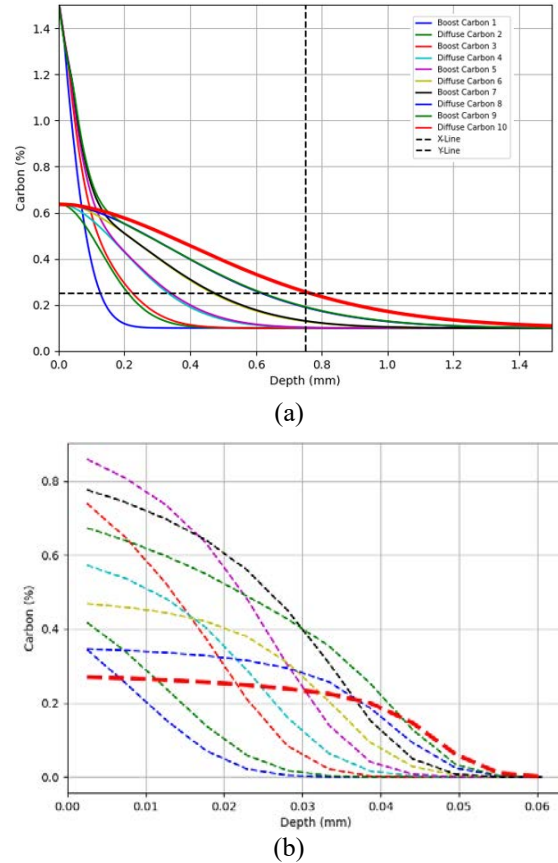 1.4
1.2
1.0
0.8
0.6
0.4
0.2
0.0
Carbon (%)
0.0 0.2 0.4 0.6 0.8 1.0 1.2 1.4
Depth (mm)
Boost Carbon 1
Diffuse Carbon 2
Boost Carbon 3
Diffuse Carbon 4
Boost Carbon 5
Diffuse Carbon 6
Boost Carbon 7
Diffuse Carbon 8
Boost Carbon 9
Diffuse Carbon 10
X-Line
Y-Line
(a)
0.8
0.6
0.4
0.2
0.0
Carbon (%)
0.00 0.01 0.02 0.03 0.04 0.05 0.06
Depth (mm)
(b)